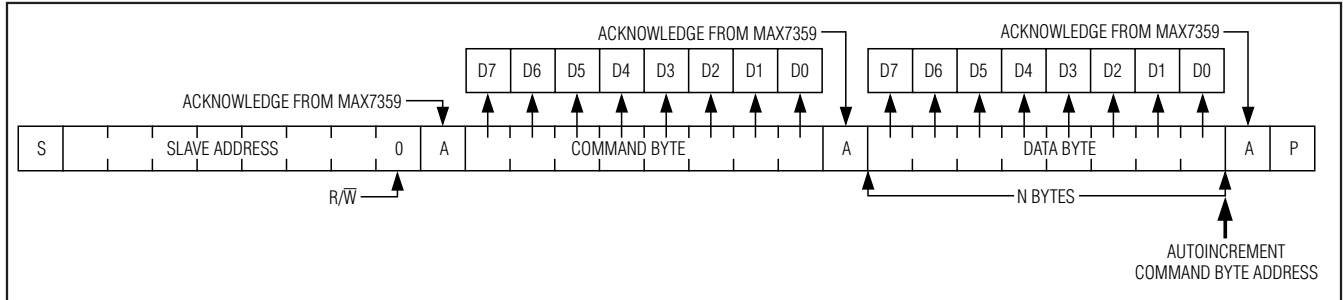 ACKNOWLEDGE FROM MAX7359
ACKNOWLEDGE FROM MAX7359
D7 D6 D5 D4 D3 D2 D1 D0
D7 D6 D5 D4 D3 D2 D1 D0
ACKNOWLEDGE FROM MAX7359
S SLAVE ADDRESS 0 A COMMAND BYTE A DATA BYTE A P
R/W̅
N BYTES
AUTOINCREMENT
COMMAND BYTE ADDRESS